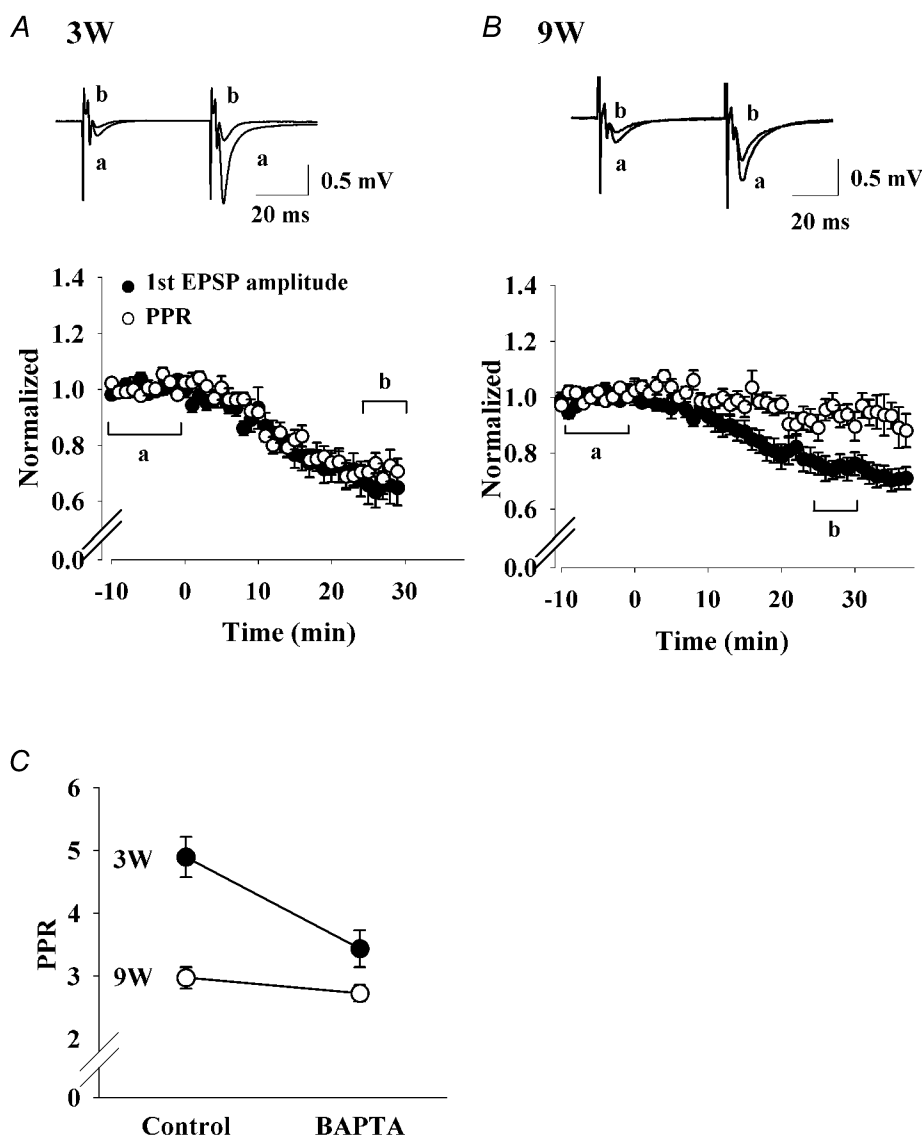 A 3W
b b
a a
0.5 mV
20 ms
1.4
1.2
1.0
0.8
0.6
0.0
Normalized
1st EPSP amplitude
PPR
a
b
-10 0 10 20 30
Time (min)
B 9W
b b
a a
0.5 mV
20 ms
1.4
1.2
1.0
0.8
0.6
0.0
Normalized
a
b
-10 0 10 20 30
Time (min)
C
6
5
4
3
2
0
PPR
3W
9W
Control BAPTA